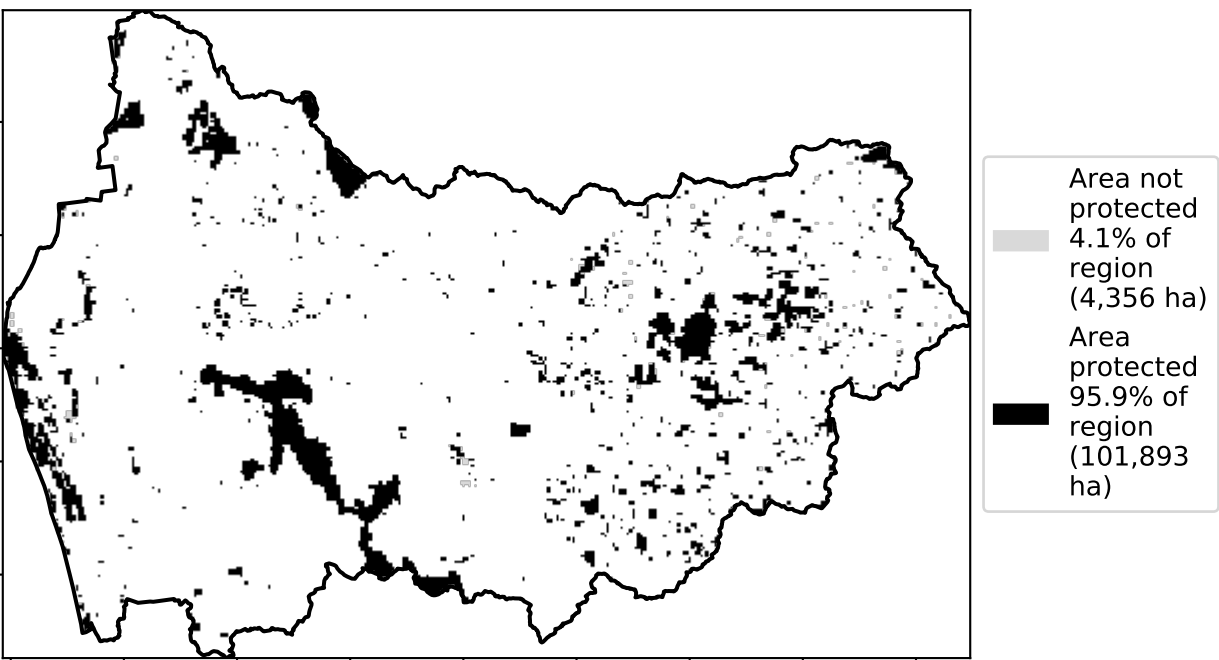 Area not
protected
4.1% of
region
(4,356 ha)
Area
protected
95.9% of
region
(101,893
ha)